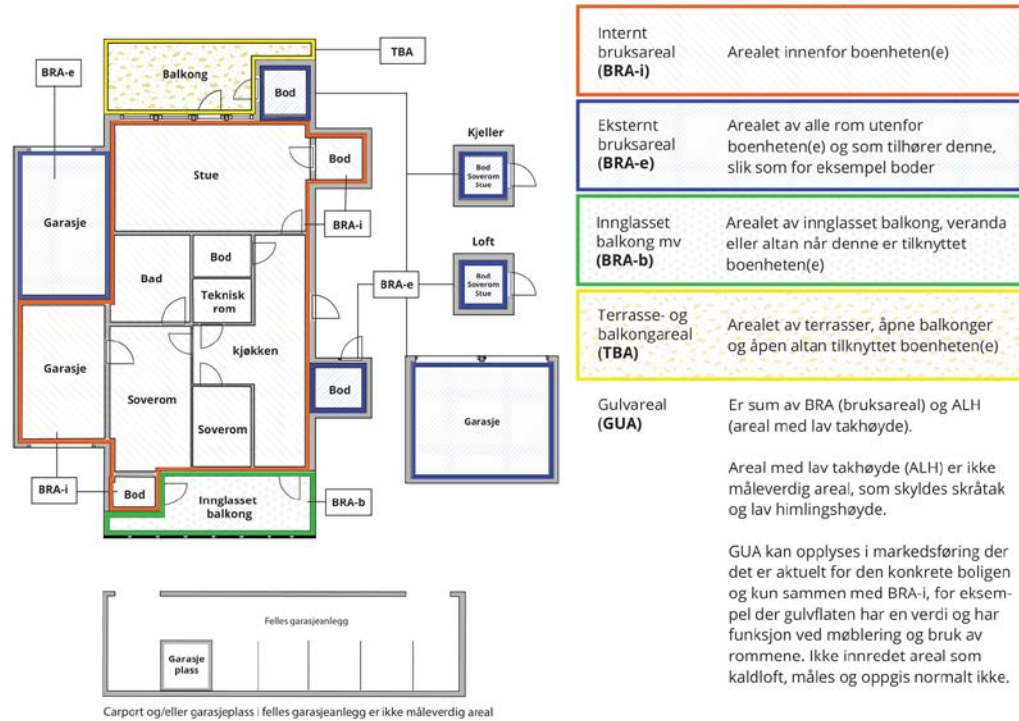 TBA
BRA-e
Balkong
Bod
Kjeller
Bod
Soverom
Stue
Stue
Bod
Garasje
BRA-i
Loft
Bod
Bad
Teknisk
rom
Bod
Soverom
Stue
BRA-e
Garasje
kjøkken
Soverom
Bod
Garasje
Soverom
BRA-i
Bod
Innglasset
balkong
BRA-b
Felles garasjeanlegg
Garasje
plass
Carport og/eller garasjeplass i felles garasjeanlegg er ikke måleverdig areal
Internt
bruksareal
(BRA-i)
Arealet innenfor boenheten(e)
Eksternt
bruksareal
(BRA-e)
Arealet av alle rom utenfor
boenheten(e) og som tilhører denne,
slik som for eksempel boder
Innglasset
balkong mv
(BRA-b)
Arealet av innglasset balkong, veranda
eller altan når denne er tilknyttet
boenheten(e)
Terrasse- og
balkongareal
(TBA)
Arealet av terrasser, åpne balkonger
og åpen altan tilknyttet boenheten(e)
Gulvareal
(GUA)
Er sum av BRA (bruksareal) og ALH
(areal med lav takhøyde).
Areal med lav takhøyde (ALH) er ikke
måleverdig areal, som skyldes skråtak
og lav himlingshøyde.
GUA kan opplyses i markedsføring der
det er aktuelt for den konkrete boligen
og kun sammen med BRA-i, for eksem-
pel der gulvflaten har en verdi og har
funksjon ved møblering og bruk av
rommene. Ikke innredet areal som
kaldloft, måles og oppgis normalt ikke.